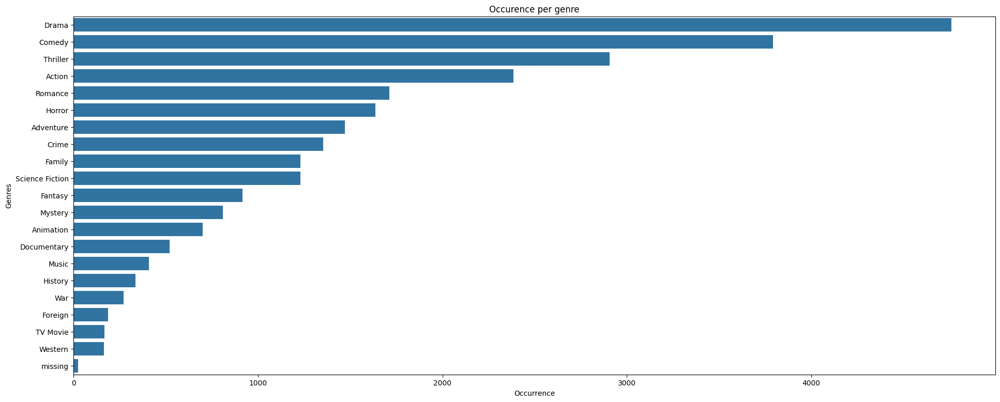 Occurence per genre
Drama
Comedy
Thriller
Action
Romance
Horror
Adventure
Crime
Family
Science Fiction
Fantasy
Mystery
Animation
Documentary
Music
History
War
Foreign
TV Movie
Western
missing
Genres
0 1000 2000 3000 4000
Occurrence